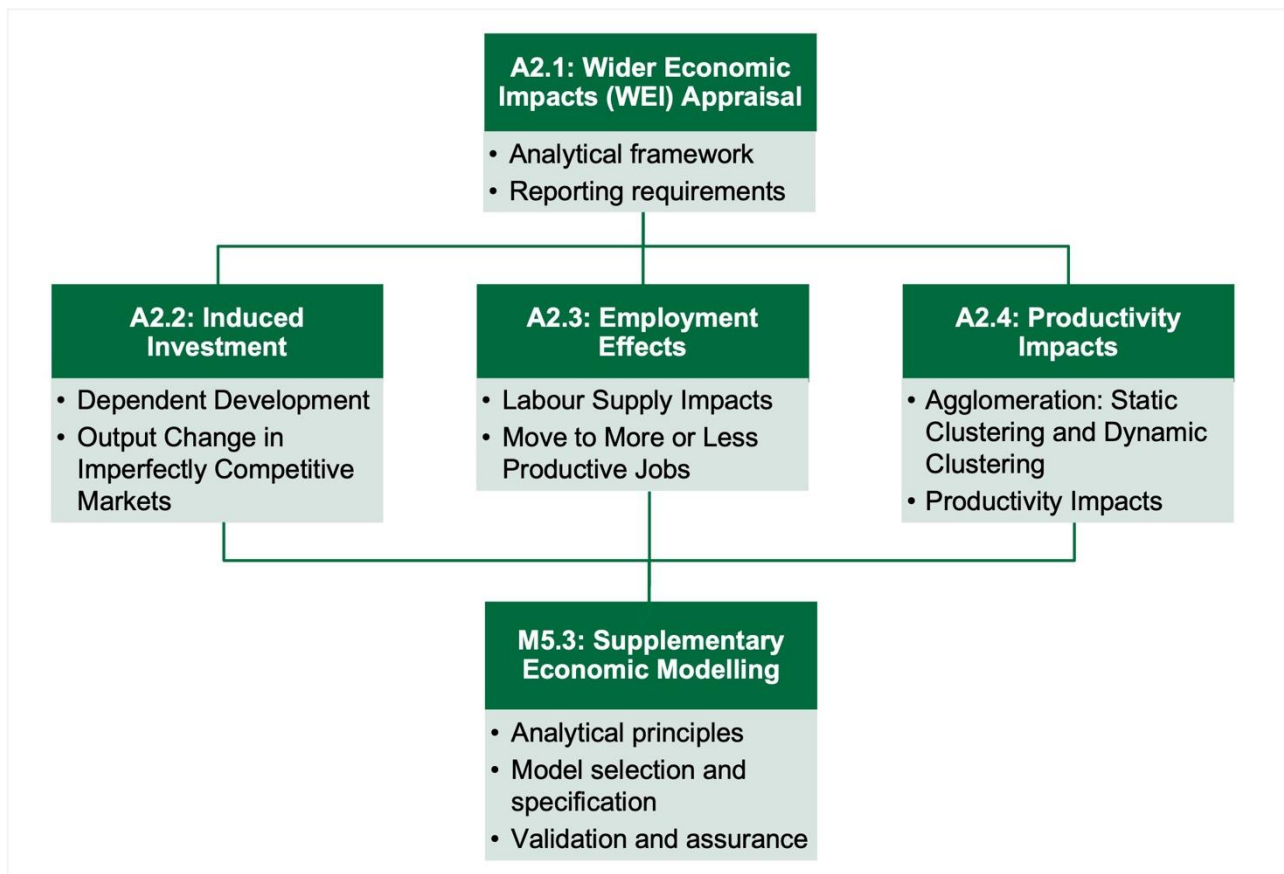 A2.1: Wider Economic
Impacts (WEI) Appraisal
• Analytical framework
• Reporting requirements
A2.2: Induced
Investment
• Dependent Development
• Output Change in
Imperfectly Competitive
Markets
A2.3: Employment
Effects
• Labour Supply Impacts
• Move to More or Less
Productive Jobs
A2.4: Productivity
Impacts
• Agglomeration: Static
Clustering and Dynamic
Clustering
• Productivity Impacts
M5.3: Supplementary
Economic Modelling
• Analytical principles
• Model selection and
specification
• Validation and assurance